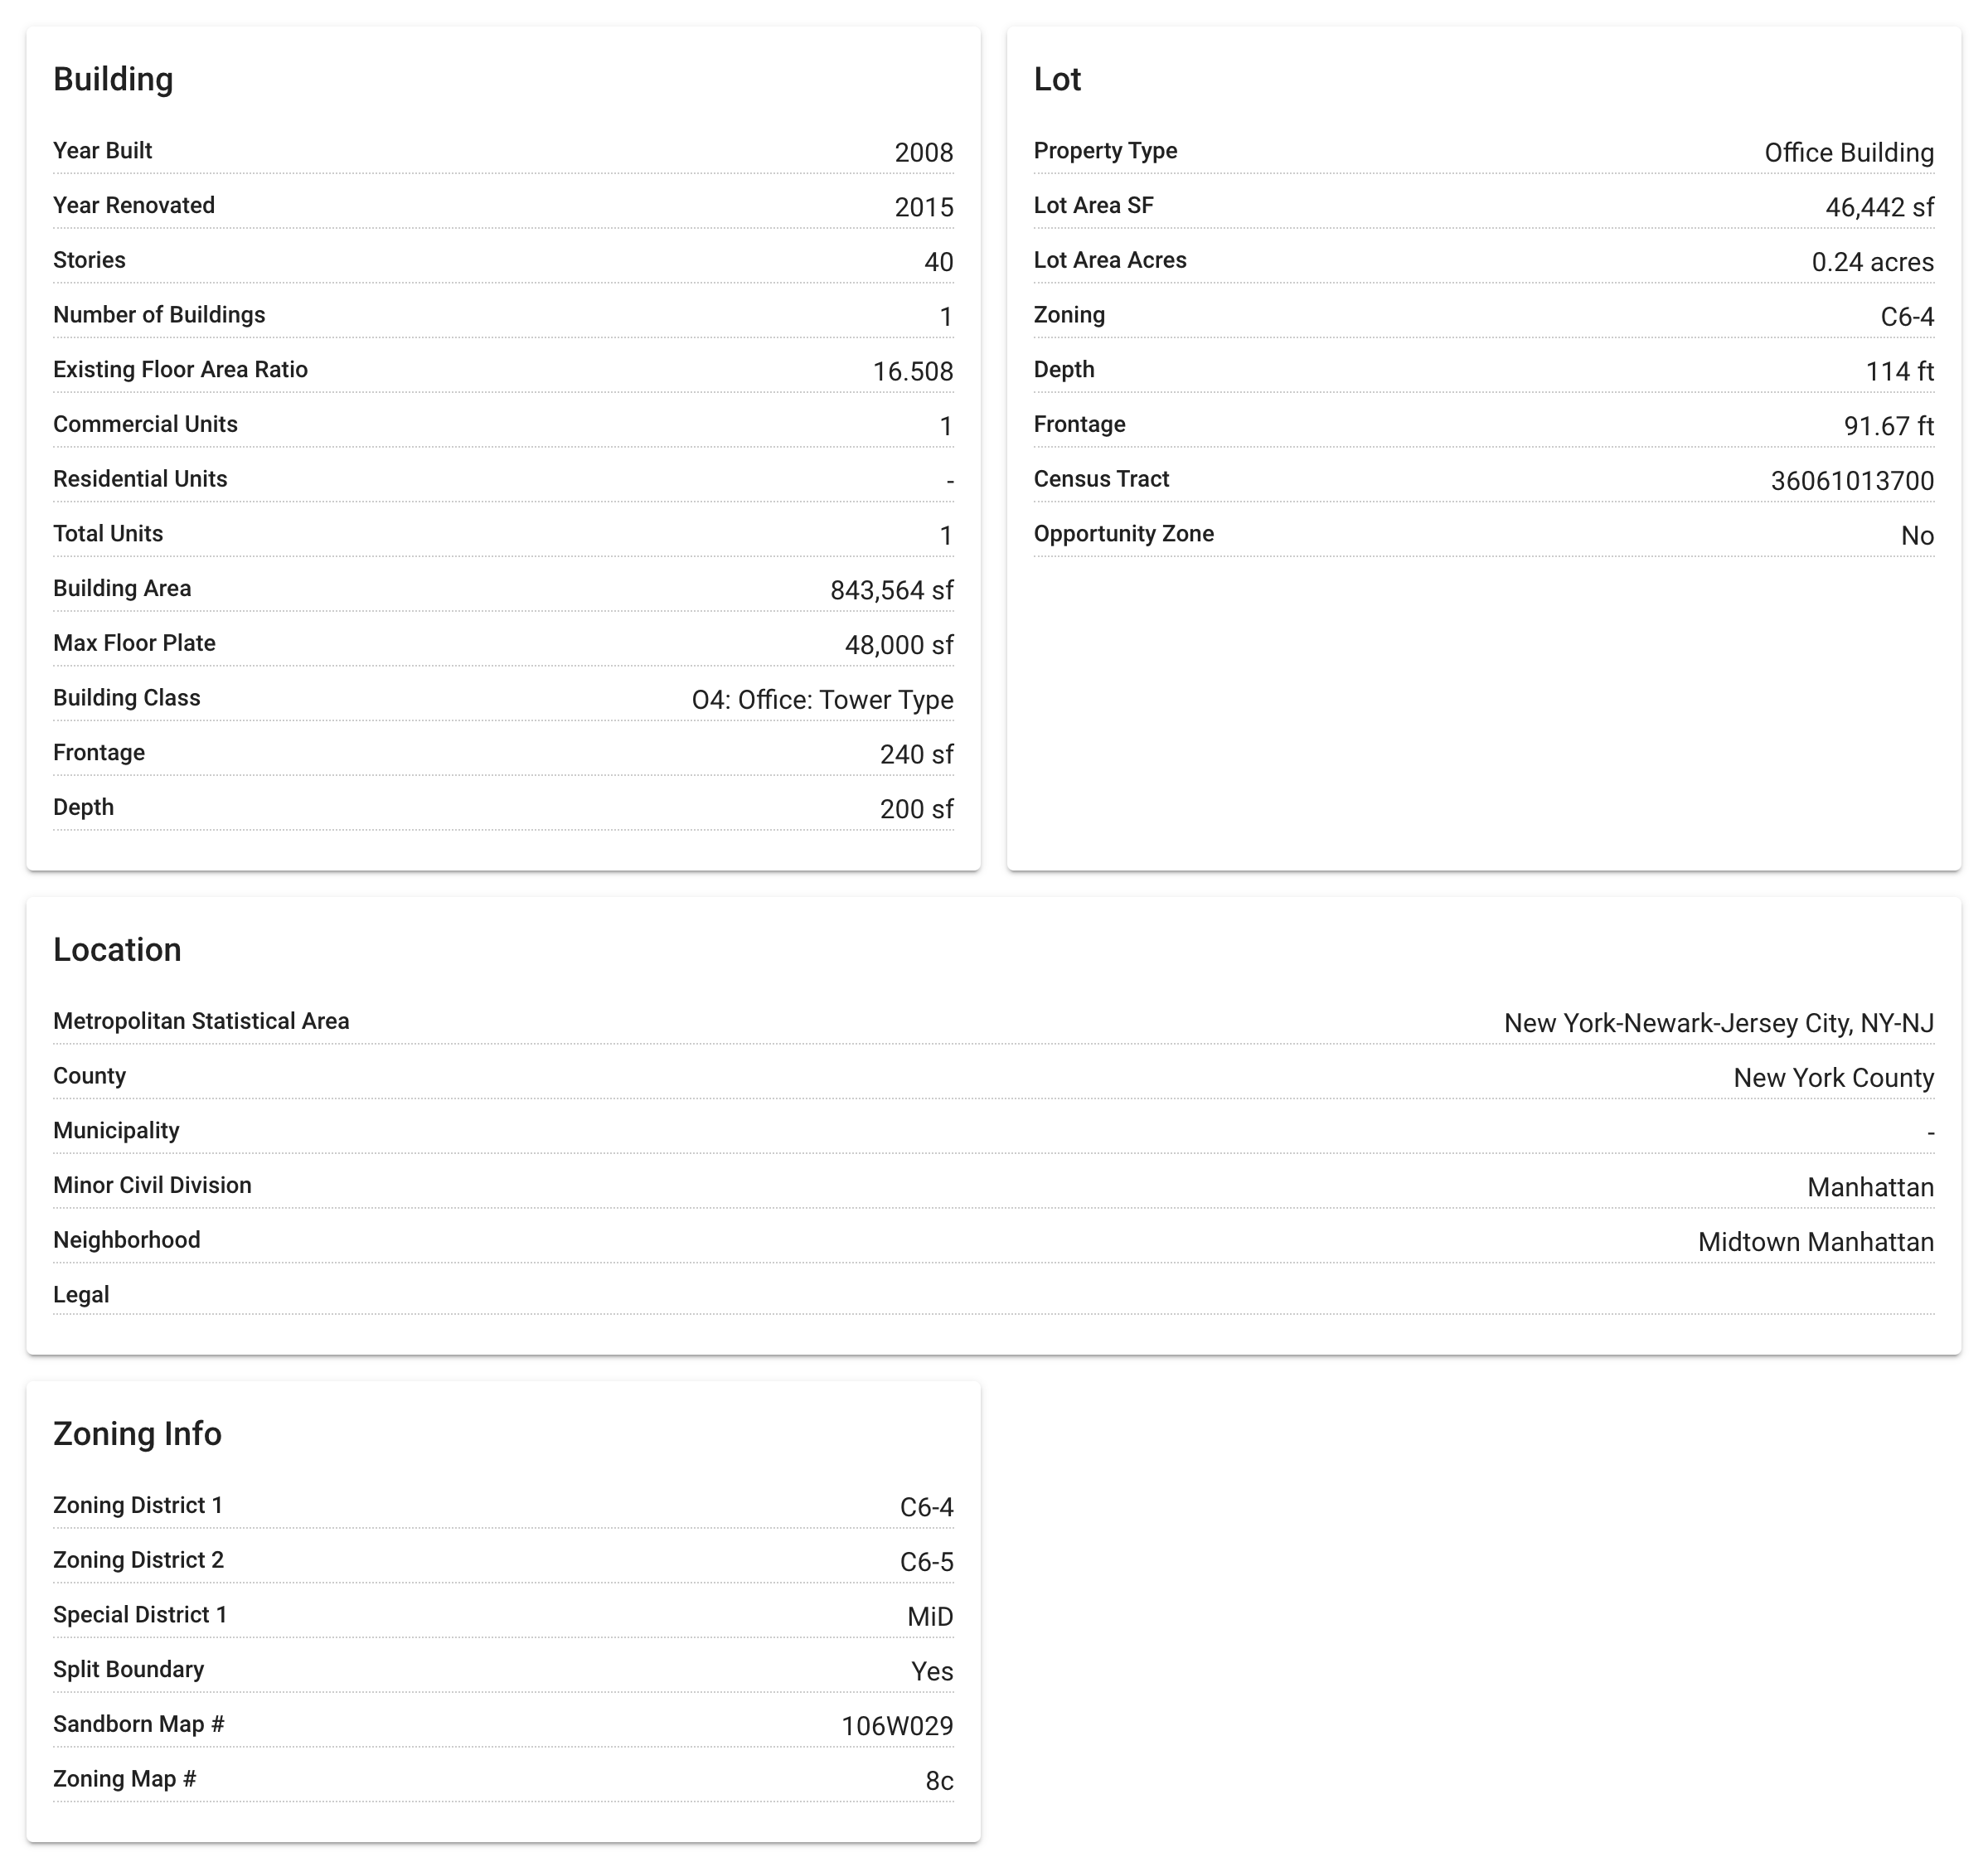 Building
Year Built 2008
Year Renovated 2015
Stories 40
Number of Buildings 1
Existing Floor Area Ratio 16.508
Commercial Units 1
Residential Units -
Total Units 1
Building Area 843,564 sf
Max Floor Plate 48,000 sf
Building Class O4: Office: Tower Type
Frontage 240 sf
Depth 200 sf
Lot
Property Type Office Building
Lot Area SF 46,442 sf
Lot Area Acres 0.24 acres
Zoning C6-4
Depth 114 ft
Frontage 91.67 ft
Census Tract 36061013700
Opportunity Zone No
Location
Metropolitan Statistical Area New York-Newark-Jersey City, NY-NJ
County New York County
Municipality -
Minor Civil Division Manhattan
Neighborhood Midtown Manhattan
Legal
Zoning Info
Zoning District 1 C6-4
Zoning District 2 C6-5
Special District 1 MiD
Split Boundary Yes
Sandborn Map # 106W029
Zoning Map # 8c